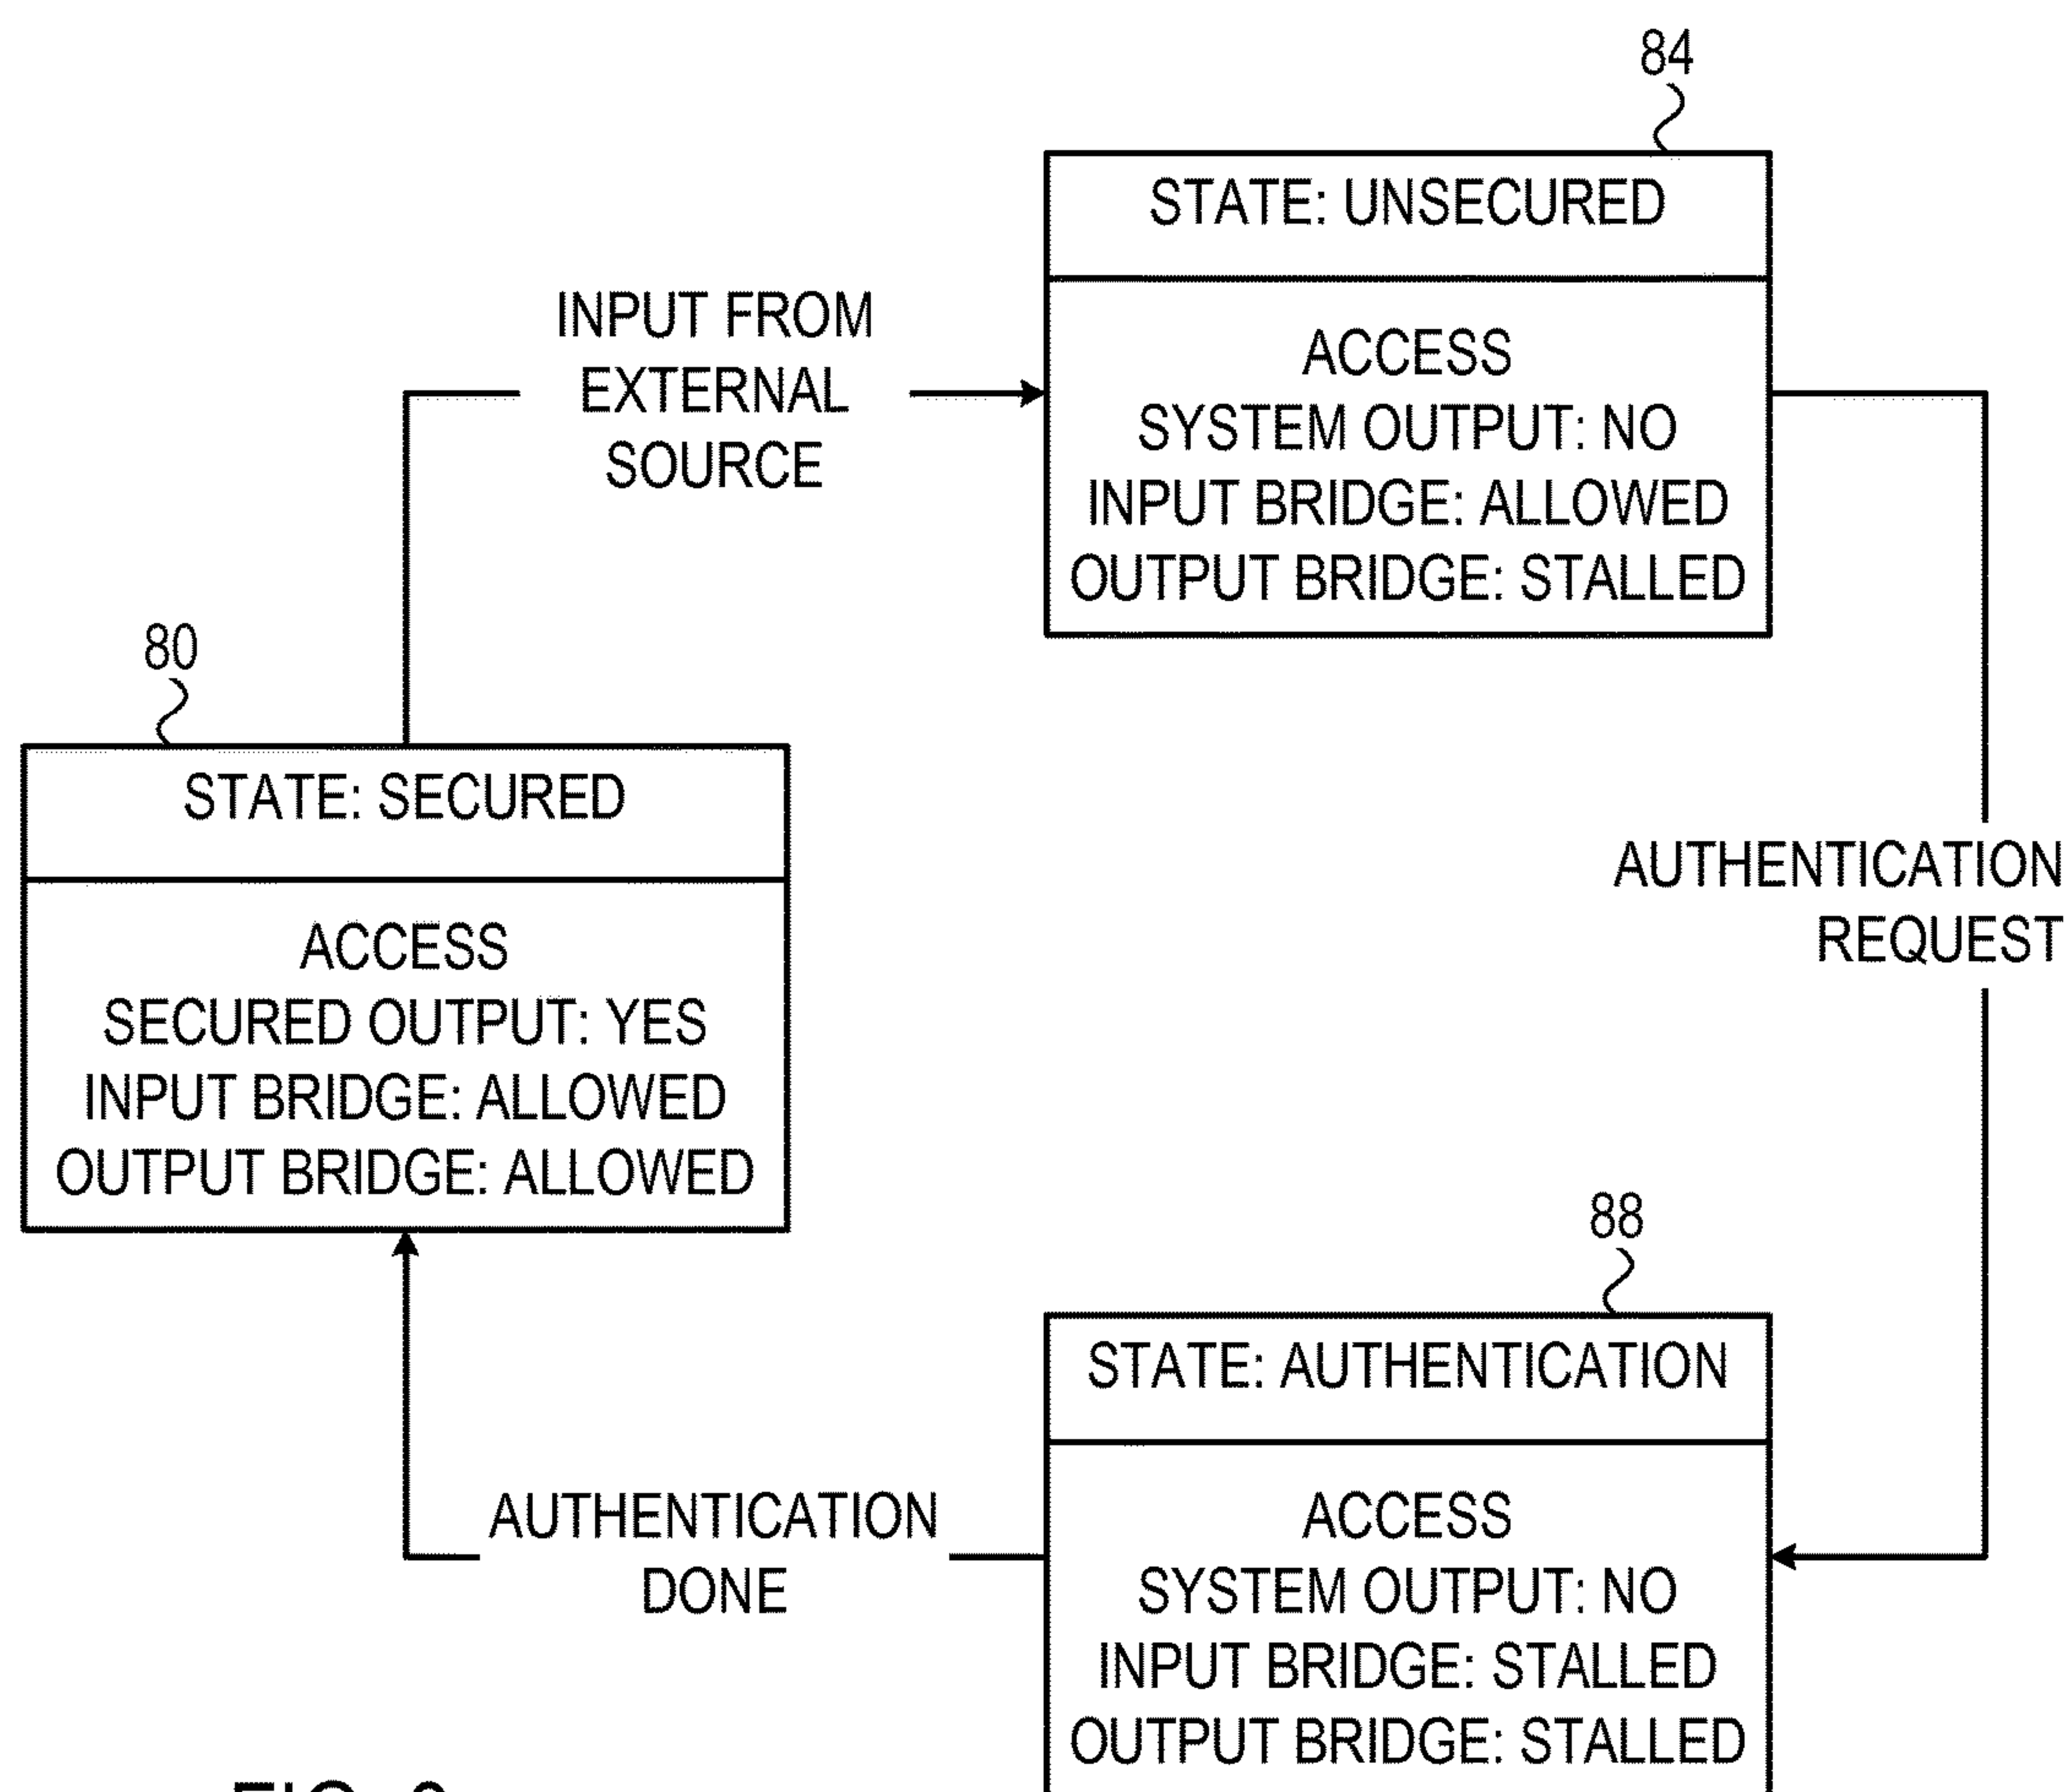 84
STATE: UNSECURED
ACCESS
SYSTEM OUTPUT: NO
INPUT BRIDGE: ALLOWED
OUTPUT BRIDGE: STALLED
INPUT FROM
EXTERNAL
SOURCE
80
STATE: SECURED
ACCESS
SECURED OUTPUT: YES
INPUT BRIDGE: ALLOWED
OUTPUT BRIDGE: ALLOWED
AUTHENTICATION
REQUEST
88
STATE: AUTHENTICATION
ACCESS
SYSTEM OUTPUT: NO
INPUT BRIDGE: STALLED
OUTPUT BRIDGE: STALLED
AUTHENTICATION
DONE
FIG.